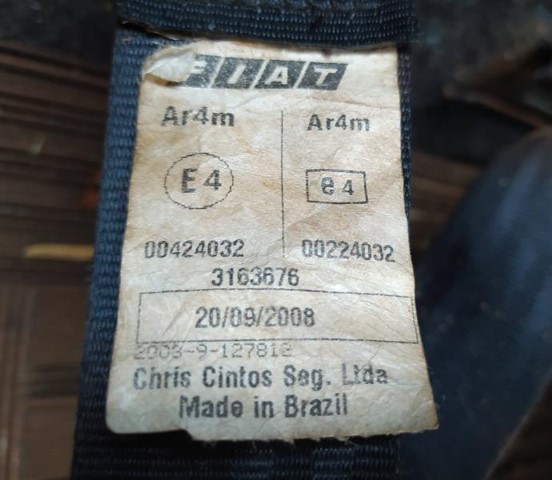 FIAT
Ar4m Ar4m
E4 e4
00424032 00224032
3163676
20/09/2008
2008-9-127812
Chris Cintos Seg. Ltda
Made in Brazil